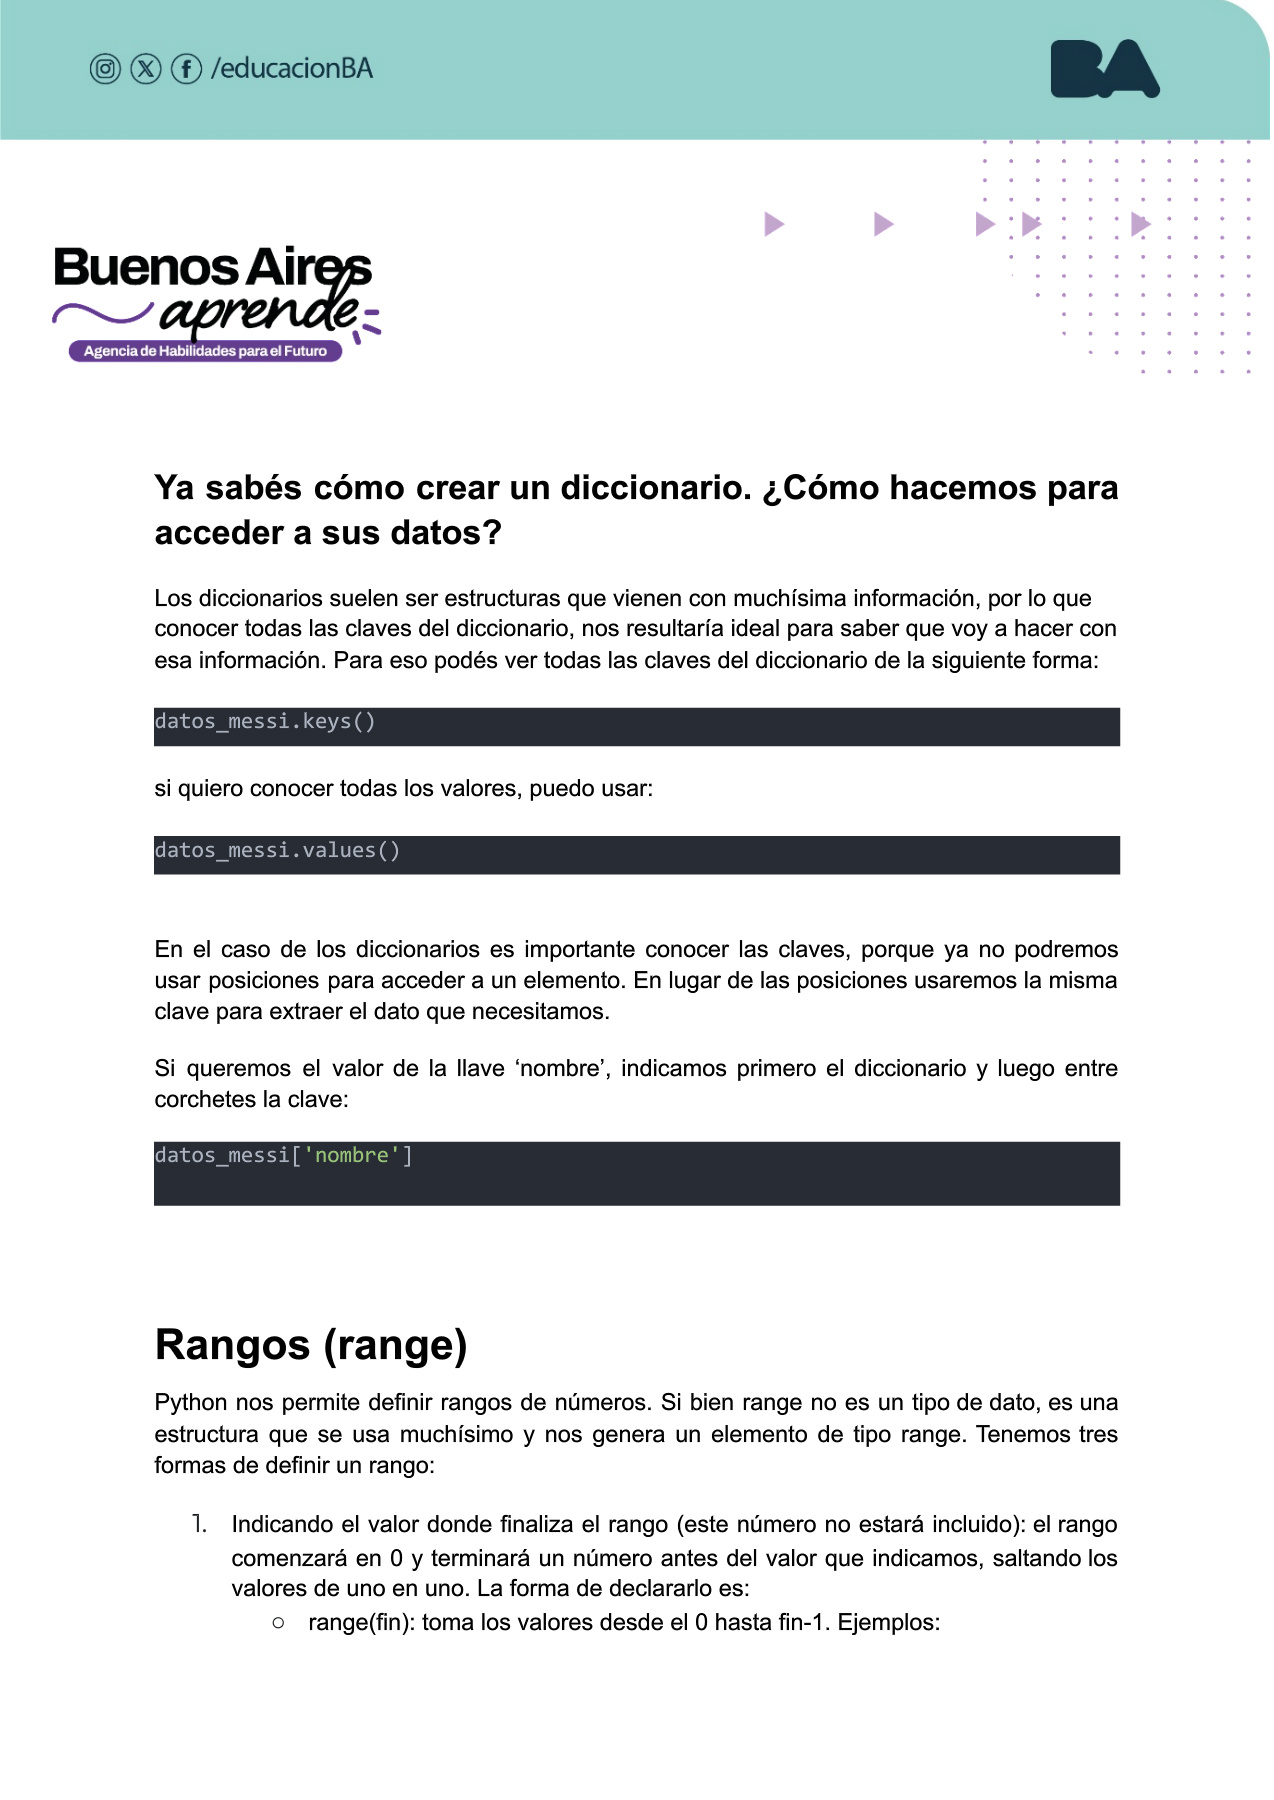 /educacionBA
BA
Buenos Aires
aprende
Agencia de Habilidades para el Futuro
Ya sabés cómo crear un diccionario. ¿Cómo hacemos para
acceder a sus datos?
Los diccionarios suelen ser estructuras que vienen con muchísima información, por lo que
conocer todas las claves del diccionario, nos resultaría ideal para saber que voy a hacer con
esa información. Para eso podés ver todas las claves del diccionario de la siguiente forma:
datos_messi.keys()
si quiero conocer todas los valores, puedo usar:
datos_messi.values()
En el caso de los diccionarios es importante conocer las claves, porque ya no podremos
usar posiciones para acceder a un elemento. En lugar de las posiciones usaremos la misma
clave para extraer el dato que necesitamos.
Si queremos el valor de la llave ‘nombre’, indicamos primero el diccionario y luego entre
corchetes la clave:
datos_messi['nombre']
Rangos (range)
Python nos permite definir rangos de números. Si bien range no es un tipo de dato, es una
estructura que se usa muchísimo y nos genera un elemento de tipo range. Tenemos tres
formas de definir un rango:
1. Indicando el valor donde finaliza el rango (este número no estará incluido): el rango
comenzará en 0 y terminará un número antes del valor que indicamos, saltando los
valores de uno en uno. La forma de declararlo es:
○ range(fin): toma los valores desde el 0 hasta fin-1. Ejemplos: